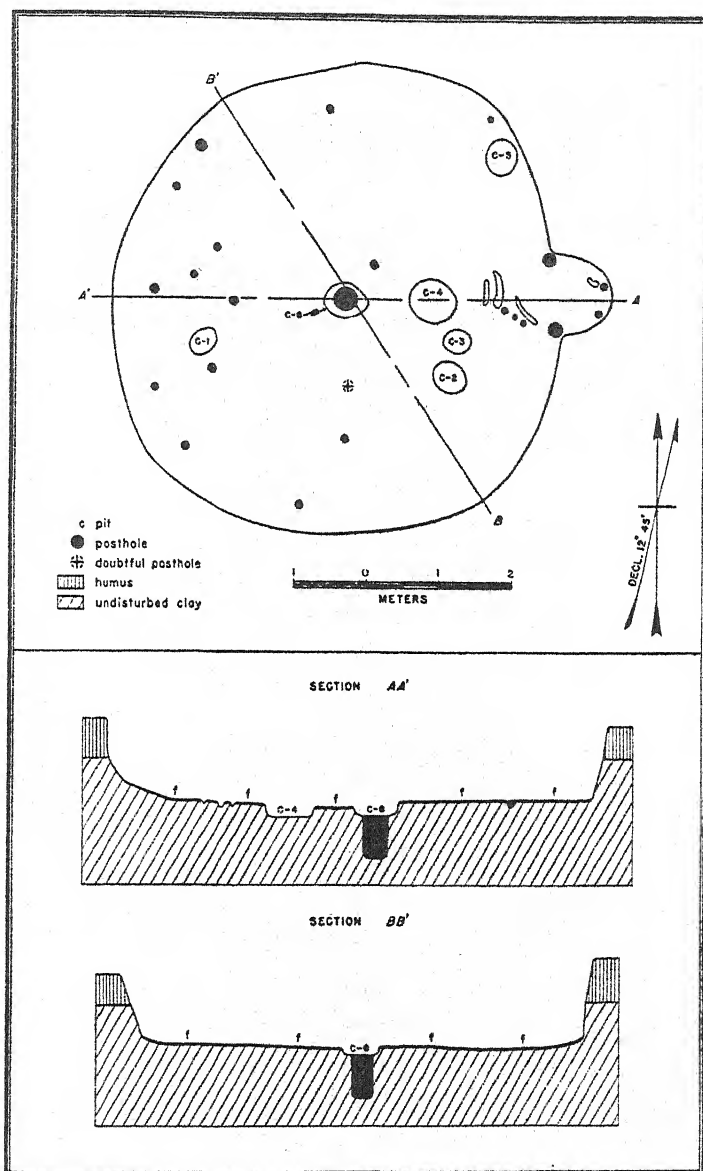 B'
C-5
A'
C-4
A
C-6
C-1
C-3
C-2
B
c pit
posthole
doubtful posthole
humus
undisturbed clay
1 0 2
METERS
DECL. 12° 45'
SECTION AA'
f f C-4 f C-6 f f
SECTION BB'
f f C-6 f f